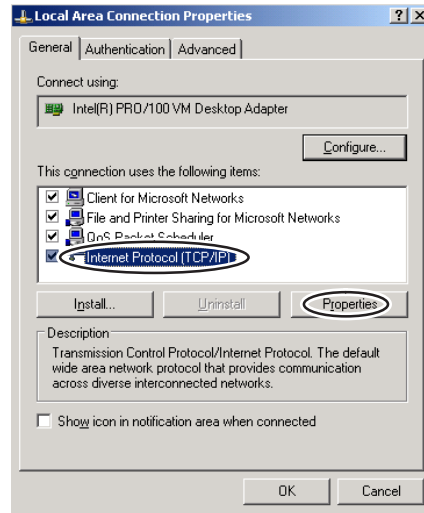 Local Area Connection Properties
General Authentication Advanced
Connect using:
Intel(R) PRO/100 VM Desktop Adapter
Configure...
This connection uses the following items:
Client for Microsoft Networks
File and Printer Sharing for Microsoft Networks
QoS Packet Scheduler
Internet Protocol (TCP/IP)
Install... Uninstall Properties
Description
Transmission Control Protocol/Internet Protocol. The default
wide area network protocol that provides communication
across diverse interconnected networks.
Show icon in notification area when connected
OK Cancel